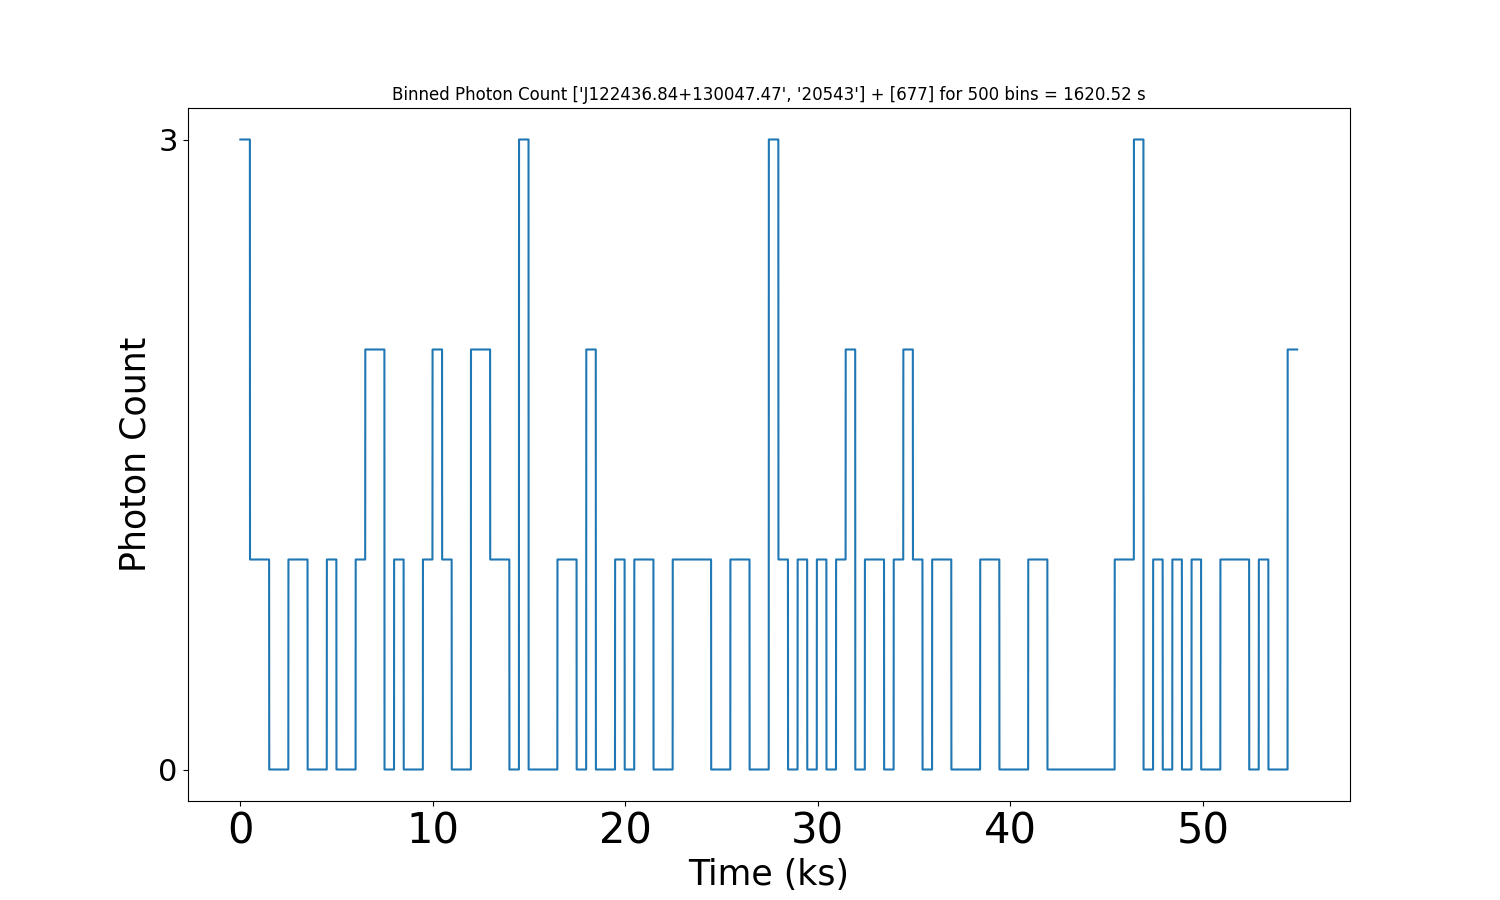 Binned Photon Count ['J122436.84+130047.47', '20543'] + [677] for 500 bins = 1620.52 s
3
Photon Count
0
0 10 20 30 40 50
Time (ks)